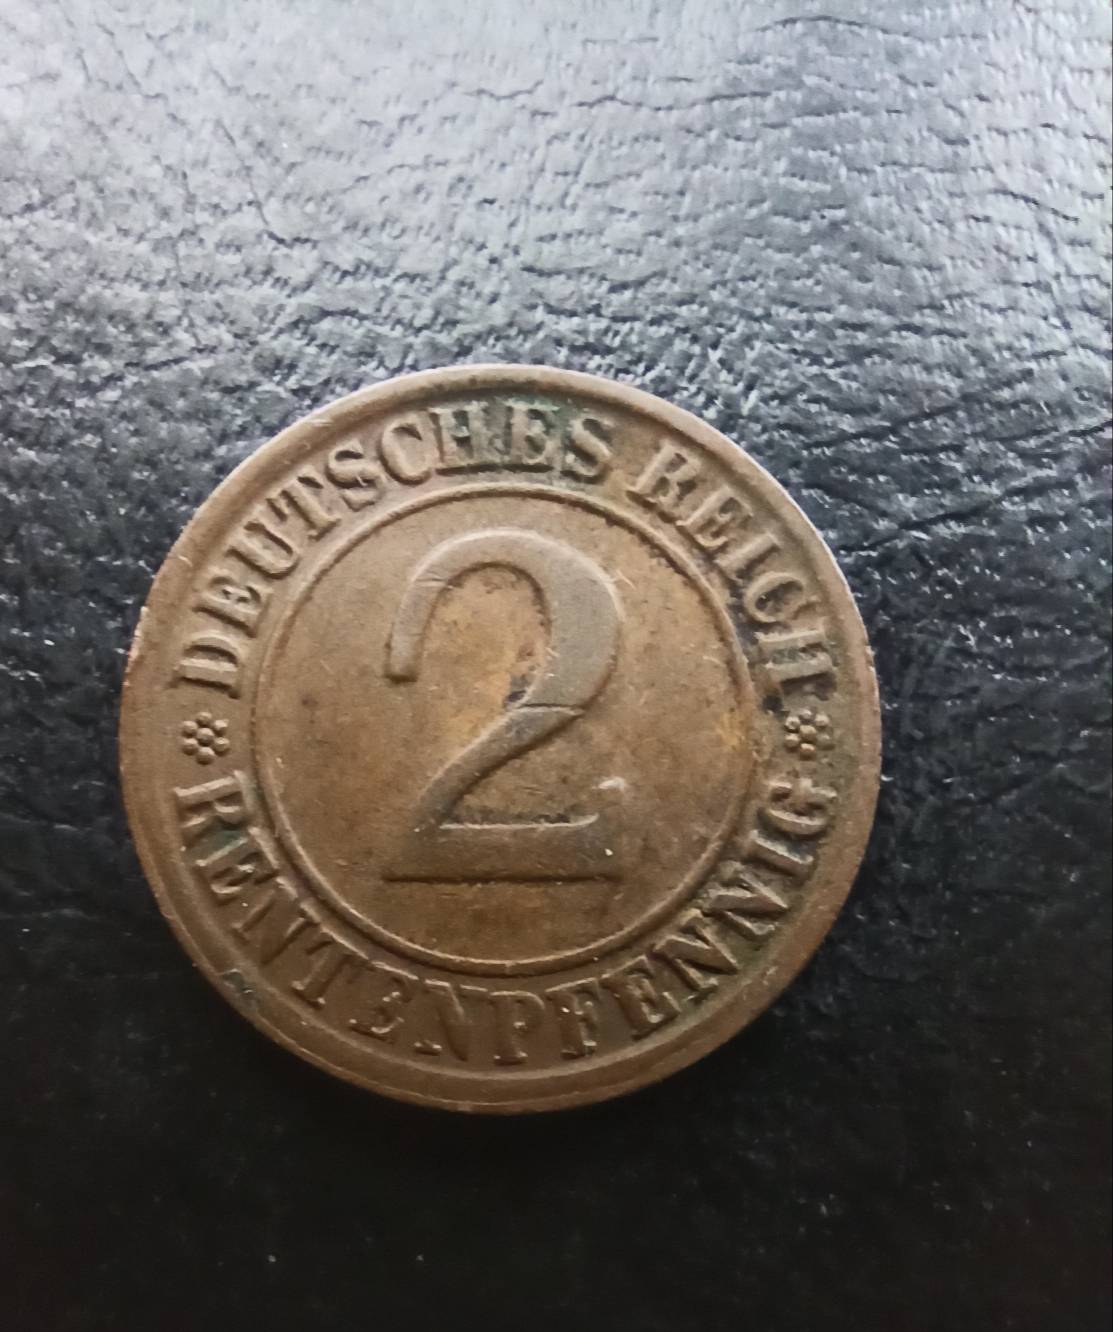 DEUTSCHES REICH
2
RENTENPFENNIG